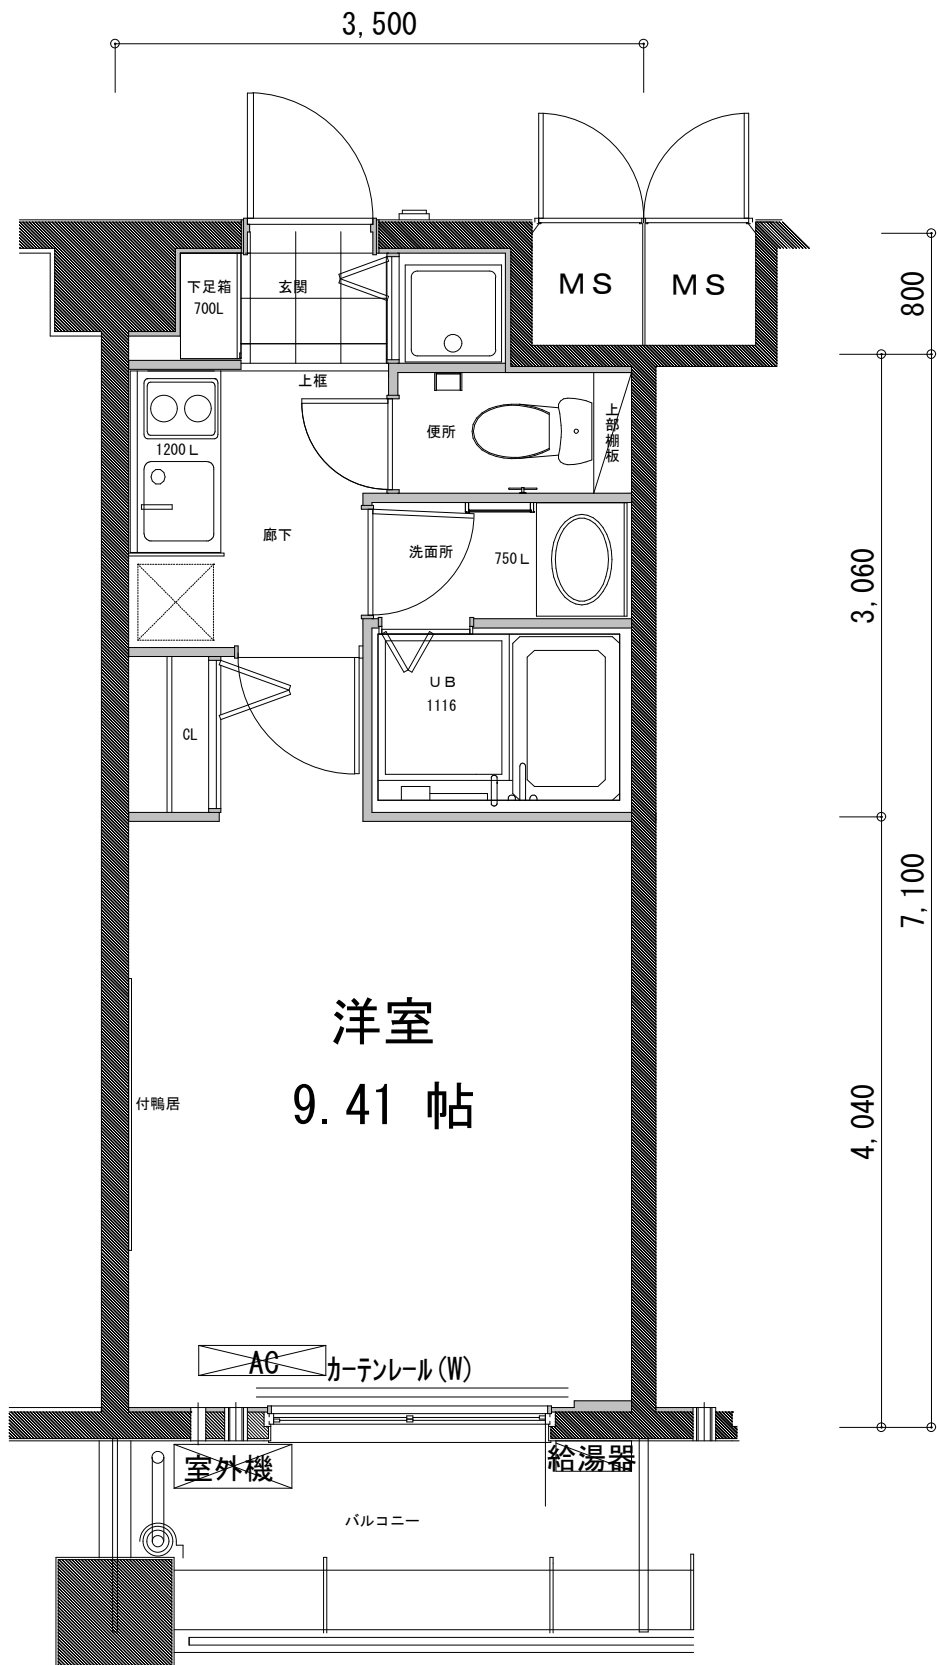 3,500
MS
MS
800
下足箱
700L
玄関
上框
便所
上部棚板
1200L
廊下
洗面所
750L
3,060
UB
1116
CL
7,100
洋室
9.41 帖
付鴨居
4,040
AC
カーテンレール(W)
室外機
給湯器
バルコニー